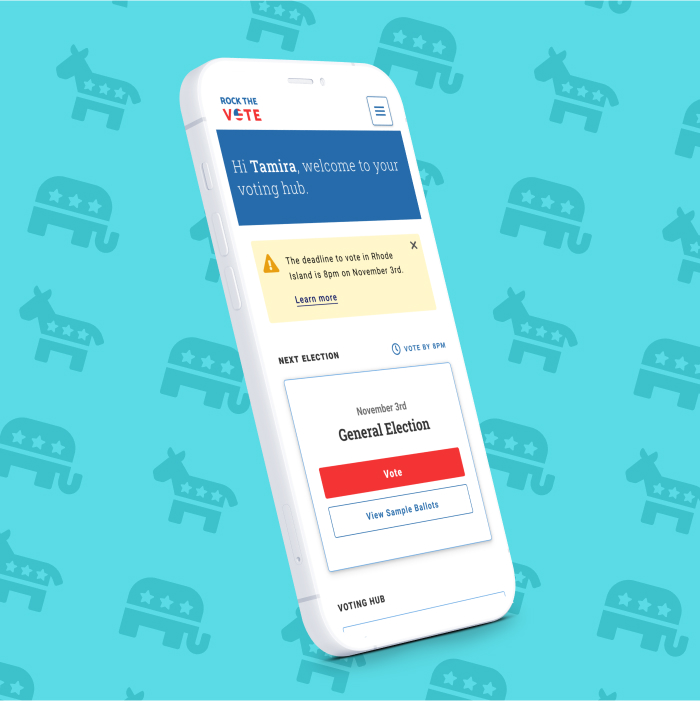 ROCK THE
VOTE
Hi Tamira, welcome to your
voting hub.
The deadline to vote in Rhode
Island is 8pm on November 3rd.
Learn more
NEXT ELECTION
VOTE BY 8PM
November 3rd
General Election
Vote
View Sample Ballots
VOTING HUB